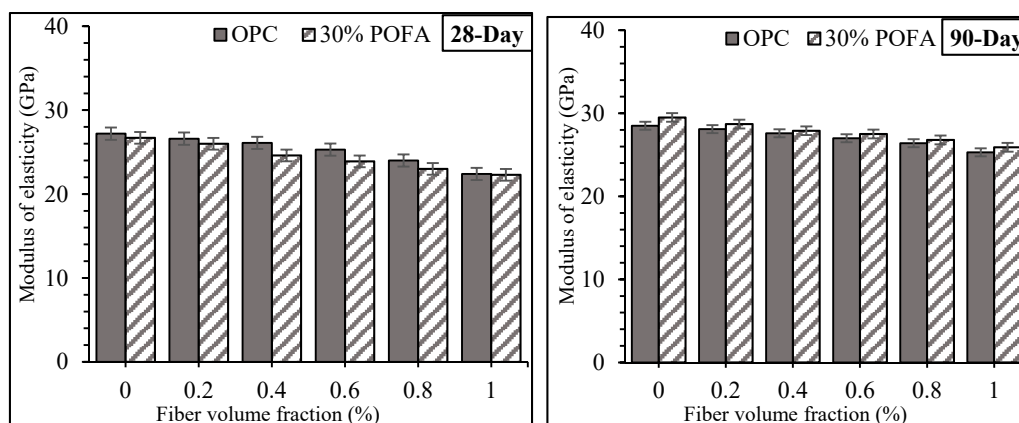 OPC 30% POFA 28-Day
Modulus of elasticity (GPa)
40
30
20
10
0
0 0.2 0.4 0.6 0.8 1
Fiber volume fraction (%)
OPC 30% POFA 90-Day
Modulus of elasticity (GPa)
40
30
20
10
0
0 0.2 0.4 0.6 0.8 1
Fiber volume fraction (%)